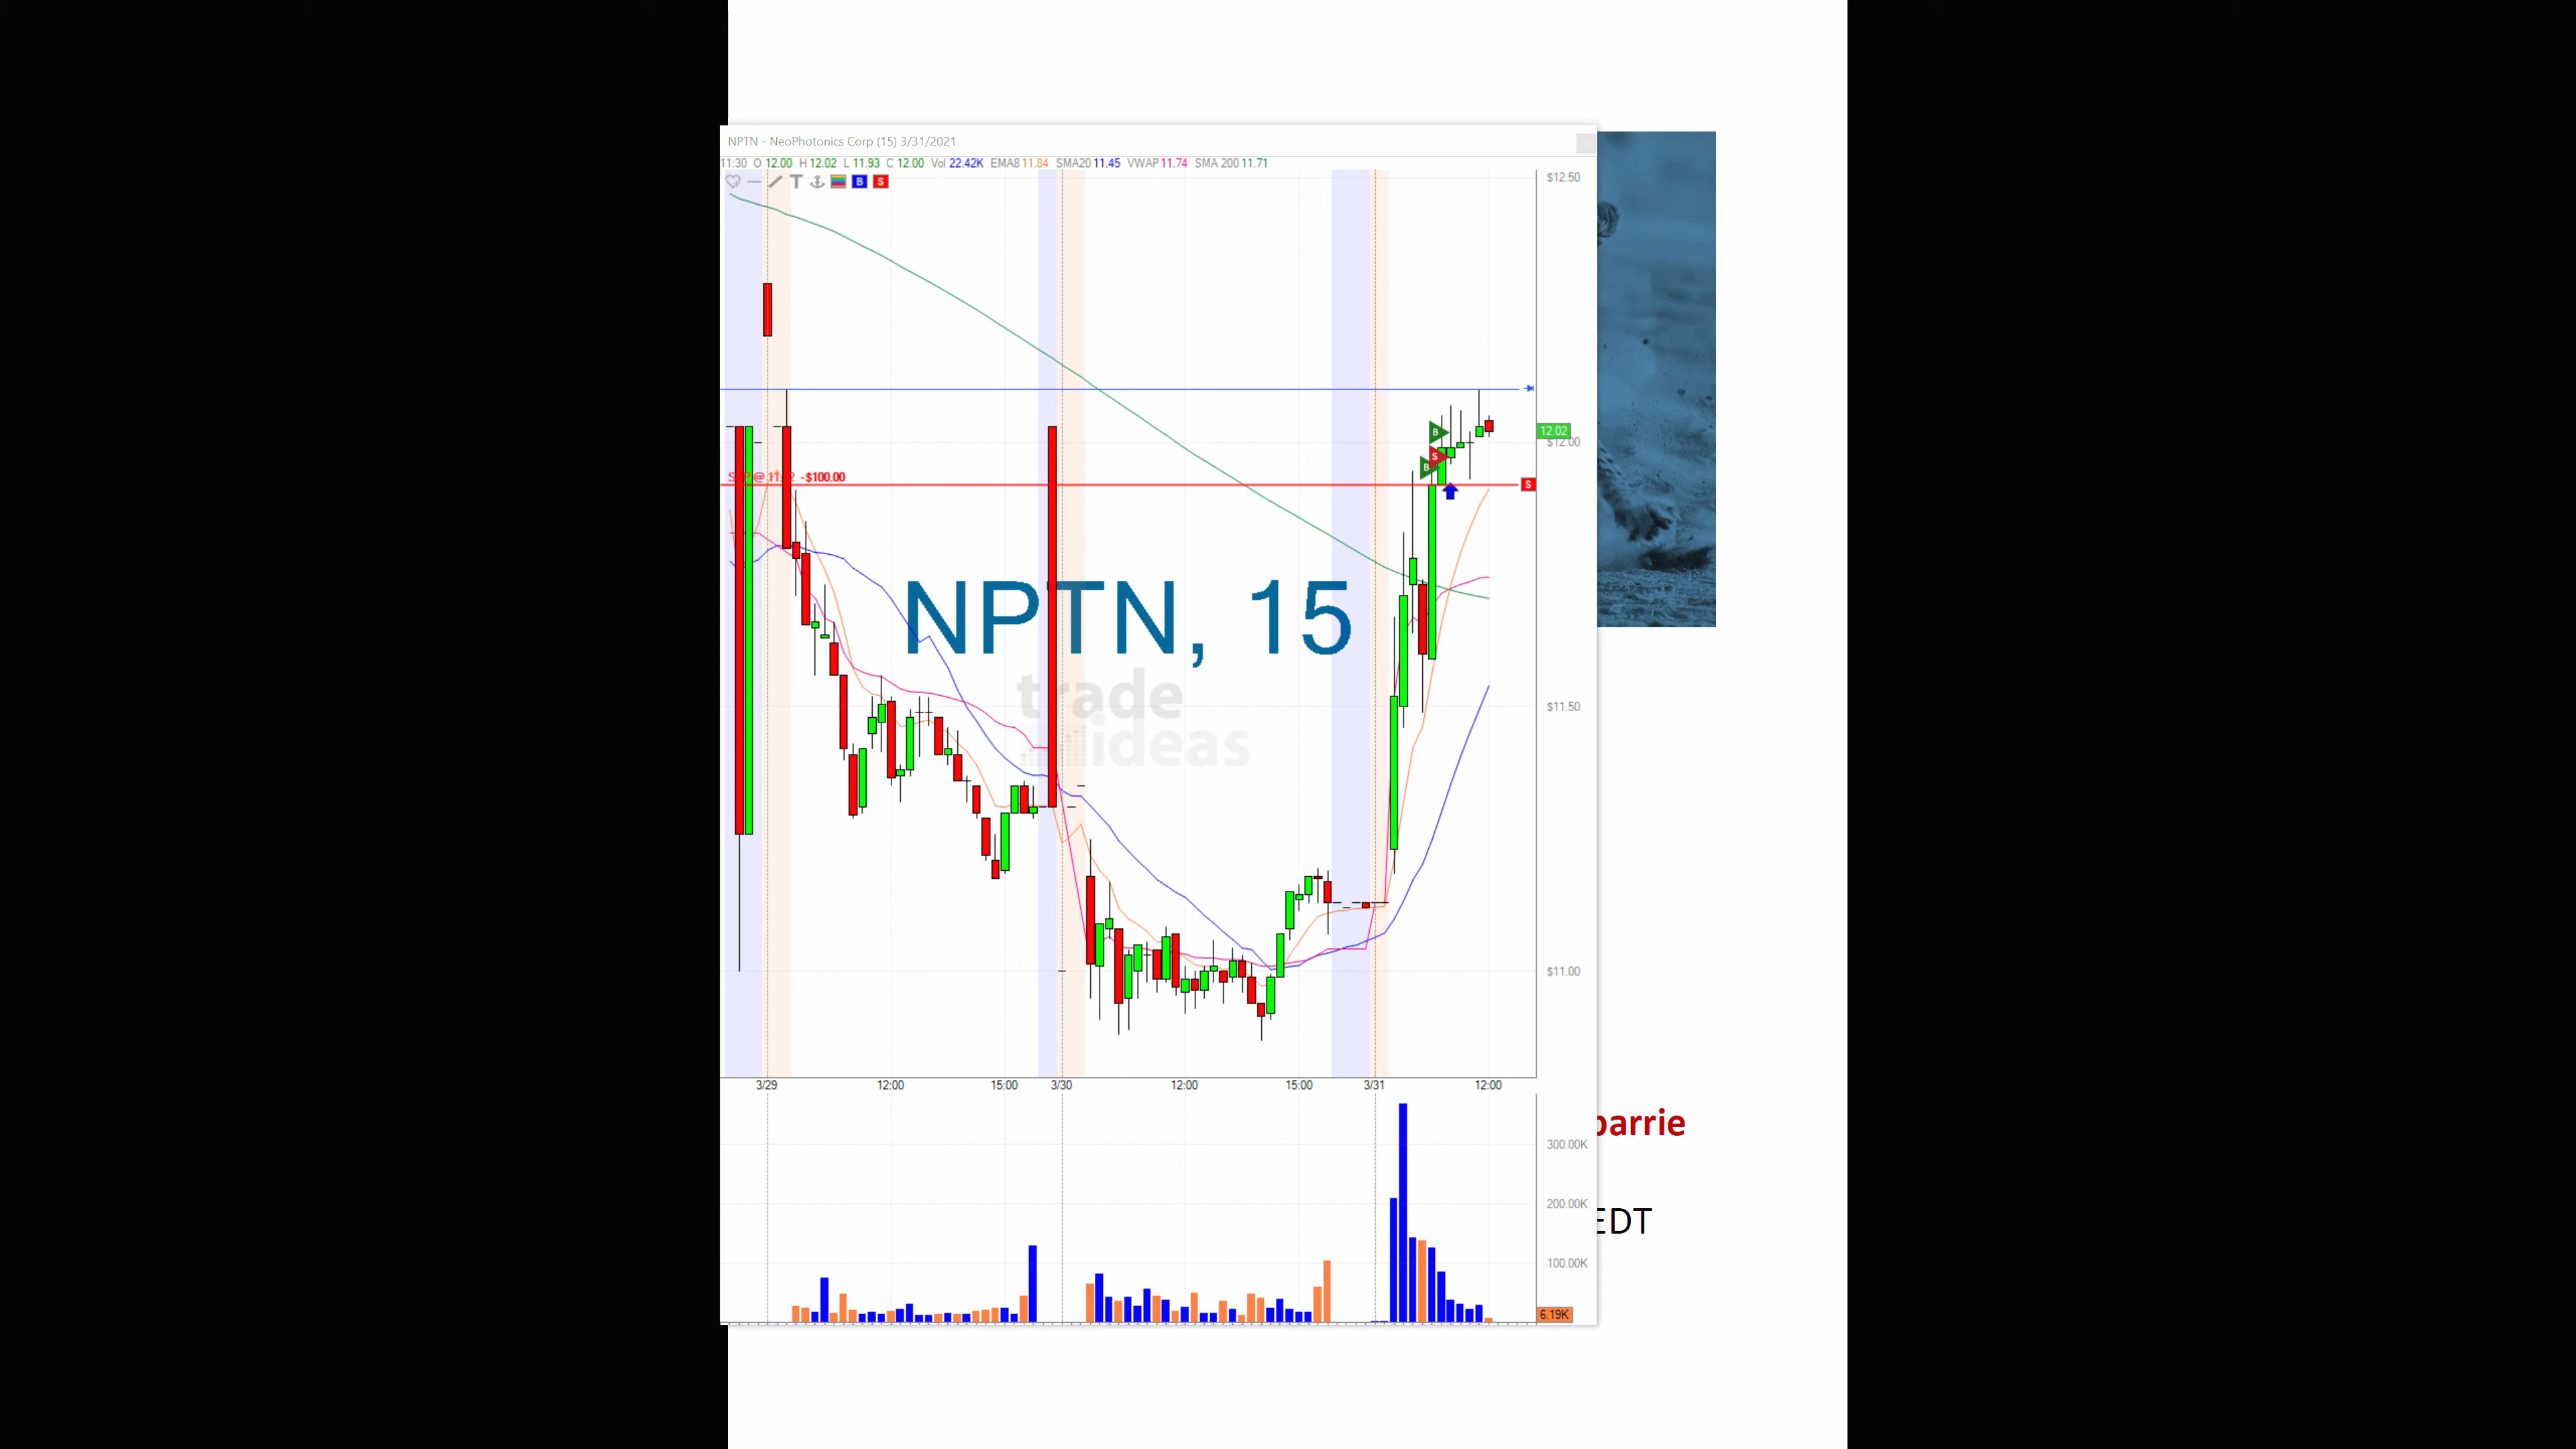 NPTN - NeoPhotonics Corp (15) 3/31/2021
11:30 O 12.00 H 12.02 L 11.93 C 12.00 Vol 22.42K EMA8 11.84 SMA20 11.45 VWAP 11.74 SMA 200 11.71
T B S
$12.50
B
12.02
$12.00
S
B
-$100.00
S
NPTN, 15
trade
ideas
$11.50
$11.00
3/29 12:00 15:00 3/30 12:00 15:00 3/31 12:00
barrie
300.00K
200.00K
EDT
100.00K
6.19K